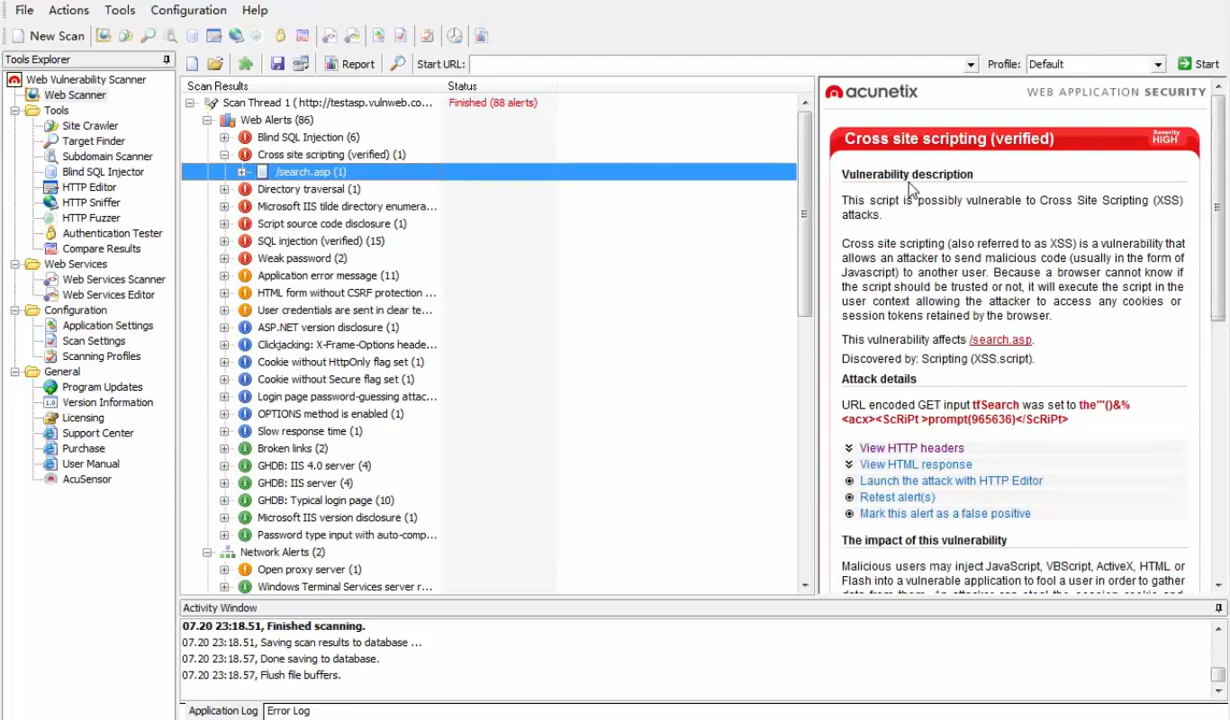 File Actions Tools Configuration Help
New Scan
Tools Explorer
Web Vulnerability Scanner
Web Scanner
Tools
Site Crawler
Target Finder
Subdomain Scanner
Blind SQL Injector
HTTP Editor
HTTP Sniffer
HTTP Fuzzer
Authentication Tester
Compare Results
Web Services
Web Services Scanner
Web Services Editor
Configuration
Application Settings
Scan Settings
Scanning Profiles
General
Program Updates
Version Information
Licensing
Support Center
Purchase
User Manual
AcuSensor
Report Start URL: Profile: Default Start
Scan Results Status
Scan Thread 1 ( http://testasp.vulnweb.co... Finished (88 alerts)
Web Alerts (86)
Blind SQL Injection (6)
Cross site scripting (verified) (1)
/search.asp (1)
Directory traversal (1)
Microsoft IIS tilde directory enumera...
Script source code disclosure (1)
SQL injection (verified) (15)
Weak password (2)
Application error message (11)
HTML form without CSRF protection ...
User credentials are sent in clear te...
ASP.NET version disclosure (1)
Clickjacking: X-Frame-Options heade...
Cookie without HttpOnly flag set (1)
Cookie without Secure flag set (1)
Login page password-guessing attac...
OPTIONS method is enabled (1)
Slow response time (1)
Broken links (2)
GHDB: IIS 4.0 server (4)
GHDB: IIS server (4)
GHDB: Typical login page (10)
Microsoft IIS version disclosure (1)
Password type input with auto-comp...
Network Alerts (2)
Open proxy server (1)
Windows Terminal Services server r...
acunetix WEB APPLICATION SECURITY
Cross site scripting (verified) Severity HIGH
Vulnerability description
This script is possibly vulnerable to Cross Site Scripting (XSS)
attacks.
Cross site scripting (also referred to as XSS) is a vulnerability that
allows an attacker to send malicious code (usually in the form of
Javascript) to another user. Because a browser cannot know if
the script should be trusted or not, it will execute the script in the
user context allowing the attacker to access any cookies or
session tokens retained by the browser.
This vulnerability affects /search.asp.
Discovered by: Scripting (XSS.script).
Attack details
URL encoded GET input tfSearch was set to the'"()&%
<acx><ScRiPt >prompt(965636)</ScRiPt>
View HTTP headers
View HTML response
Launch the attack with HTTP Editor
Retest alert(s)
Mark this alert as a false positive
The impact of this vulnerability
Malicious users may inject JavaScript, VBScript, ActiveX, HTML or
Flash into a vulnerable application to fool a user in order to gather
data from them. An attacker can steal the session cookie and
Activity Window
07.20 23:18.51, Finished scanning.
07.20 23:18.51, Saving scan results to database ...
07.20 23:18.57, Done saving to database.
07.20 23:18.57, Flush file buffers.
Application Log Error Log